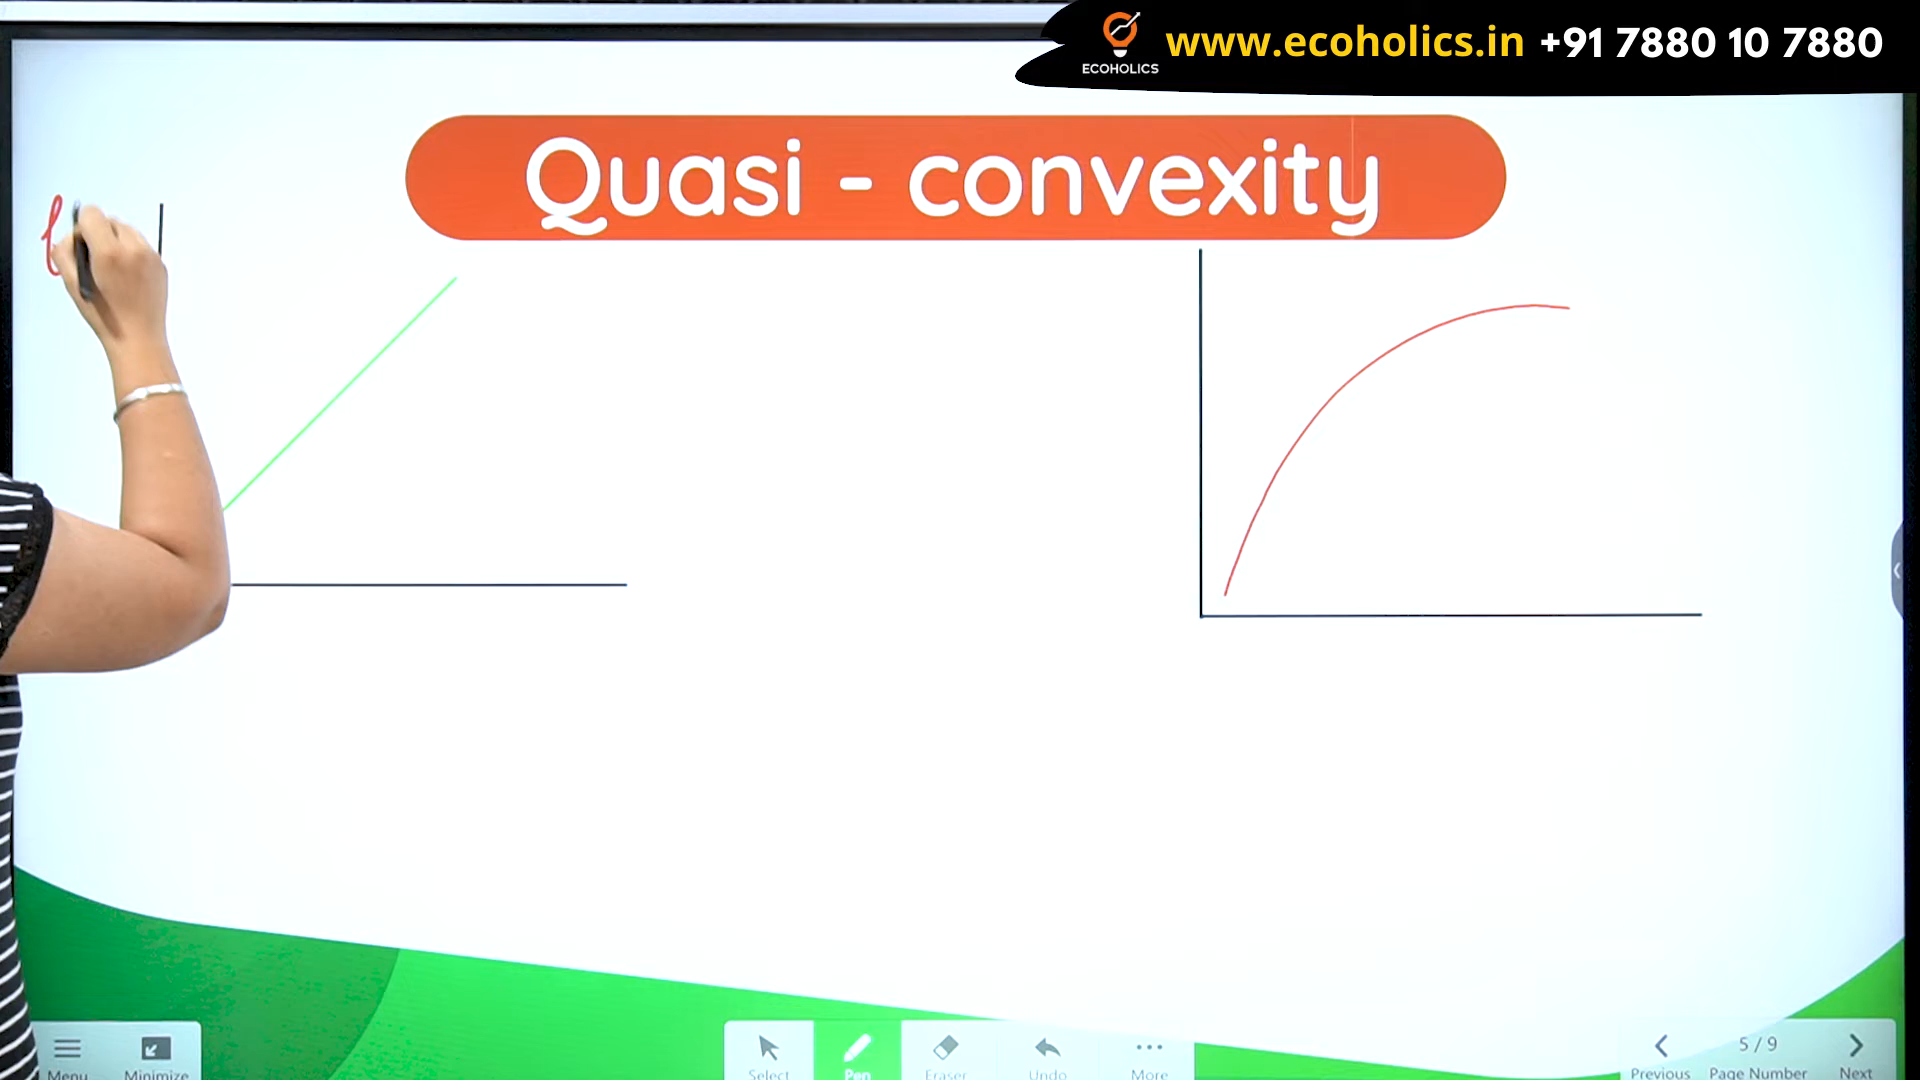 www.ecoholics.in +91 7880 10 7880
ECOHOLICS
Quasi - convexity
f
5 / 9
Menu Minimize Select Pen Eraser Undo More Previous Page Number Next